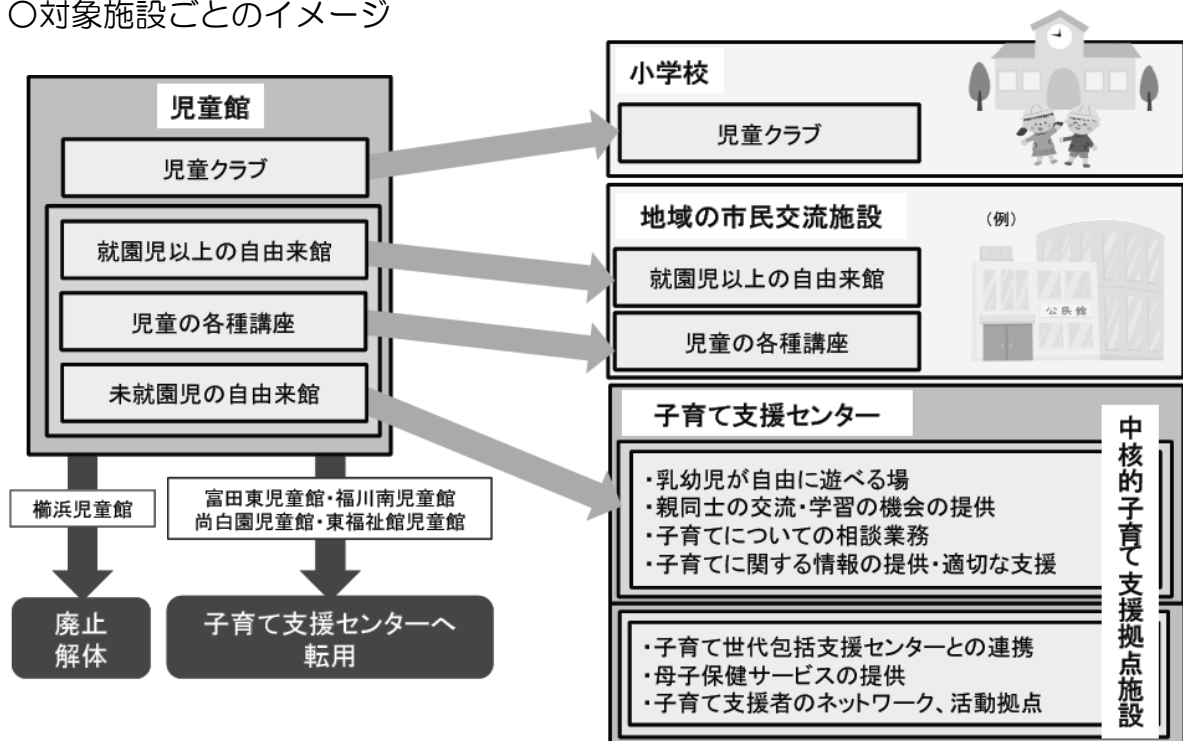 〇対象施設ごとのイメージ
児童館
児童クラブ
就園児以上の自由来館
児童の各種講座
未就園児の自由来館
櫛浜児童館
富田東児童館・福川南児童館
尚白園児童館・東福祉館児童館
廃止
解体
子育て支援センターへ
転用
小学校
児童クラブ
地域の市民交流施設
（例）
就園児以上の自由来館
児童の各種講座
公民館
子育て支援センター
・乳幼児が自由に遊べる場
・親同士の交流・学習の機会の提供
・子育てについての相談業務
・子育てに関する情報の提供・適切な支援
・子育て世代包括支援センターとの連携
・母子保健サービスの提供
・子育て支援者のネットワーク、活動拠点
中核的子育て支援拠点施設